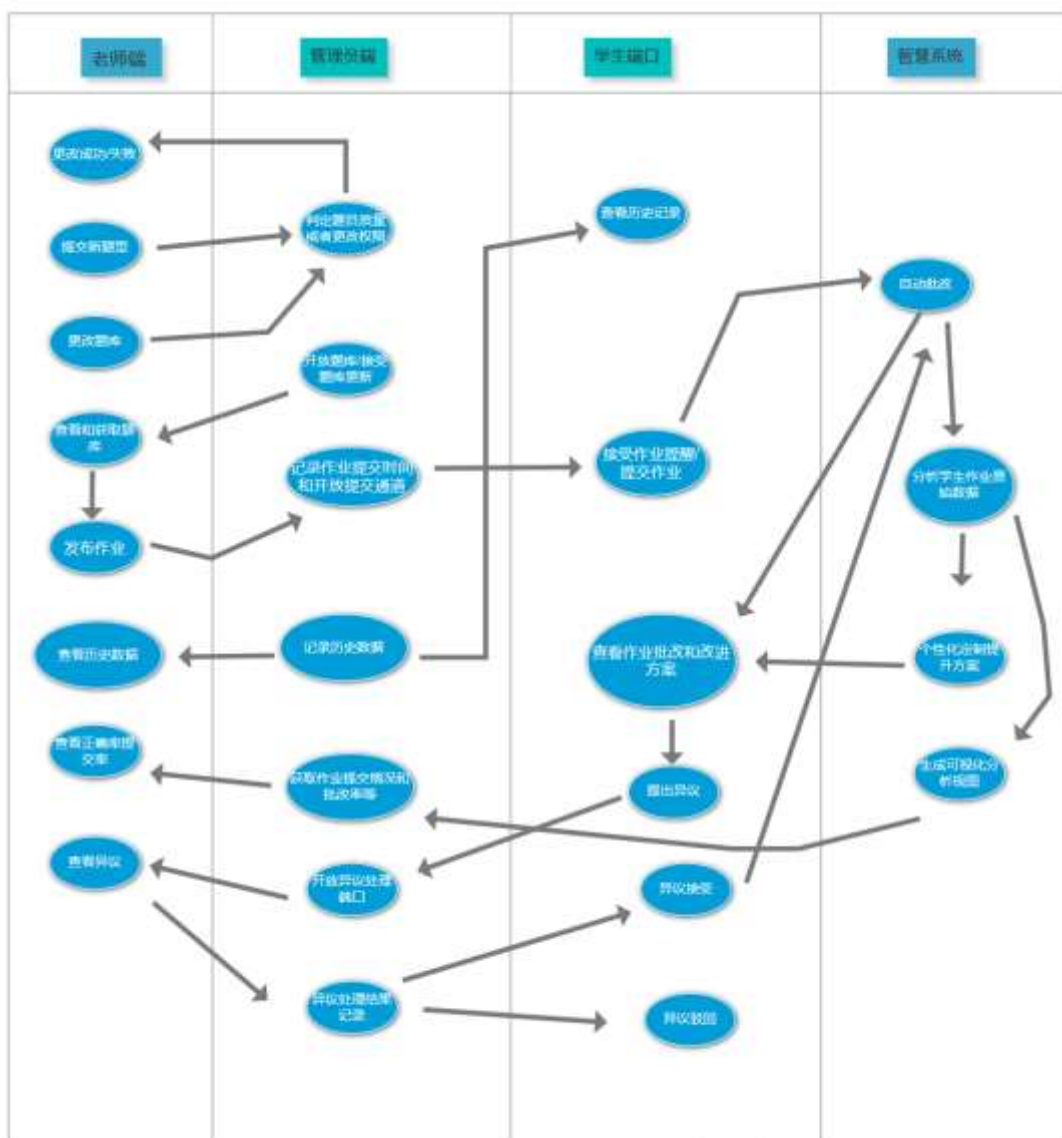 老师端
管理员端
学生端口
智慧系统
更改成功/失败
判定题目质量
或者更改权限
查看历史记录
提交新题型
自动批改
更改题库
开放题库/接受
题库更新
查看和获取题
库
记录作业提交时间
和开放提交通道
接受作业提醒/
提交作业
分析学生作业原
始数据
发布作业
查看历史数据
记录历史数据
查看作业批改和改进
方案
个性化定制提
升方案
查看正确率提
交率
获取作业提交情况和
批改率等
提出异议
生成可视化分
析视图
查看异议
开放异议处理
端口
异议接受
异议处理结果
记录
异议驳回